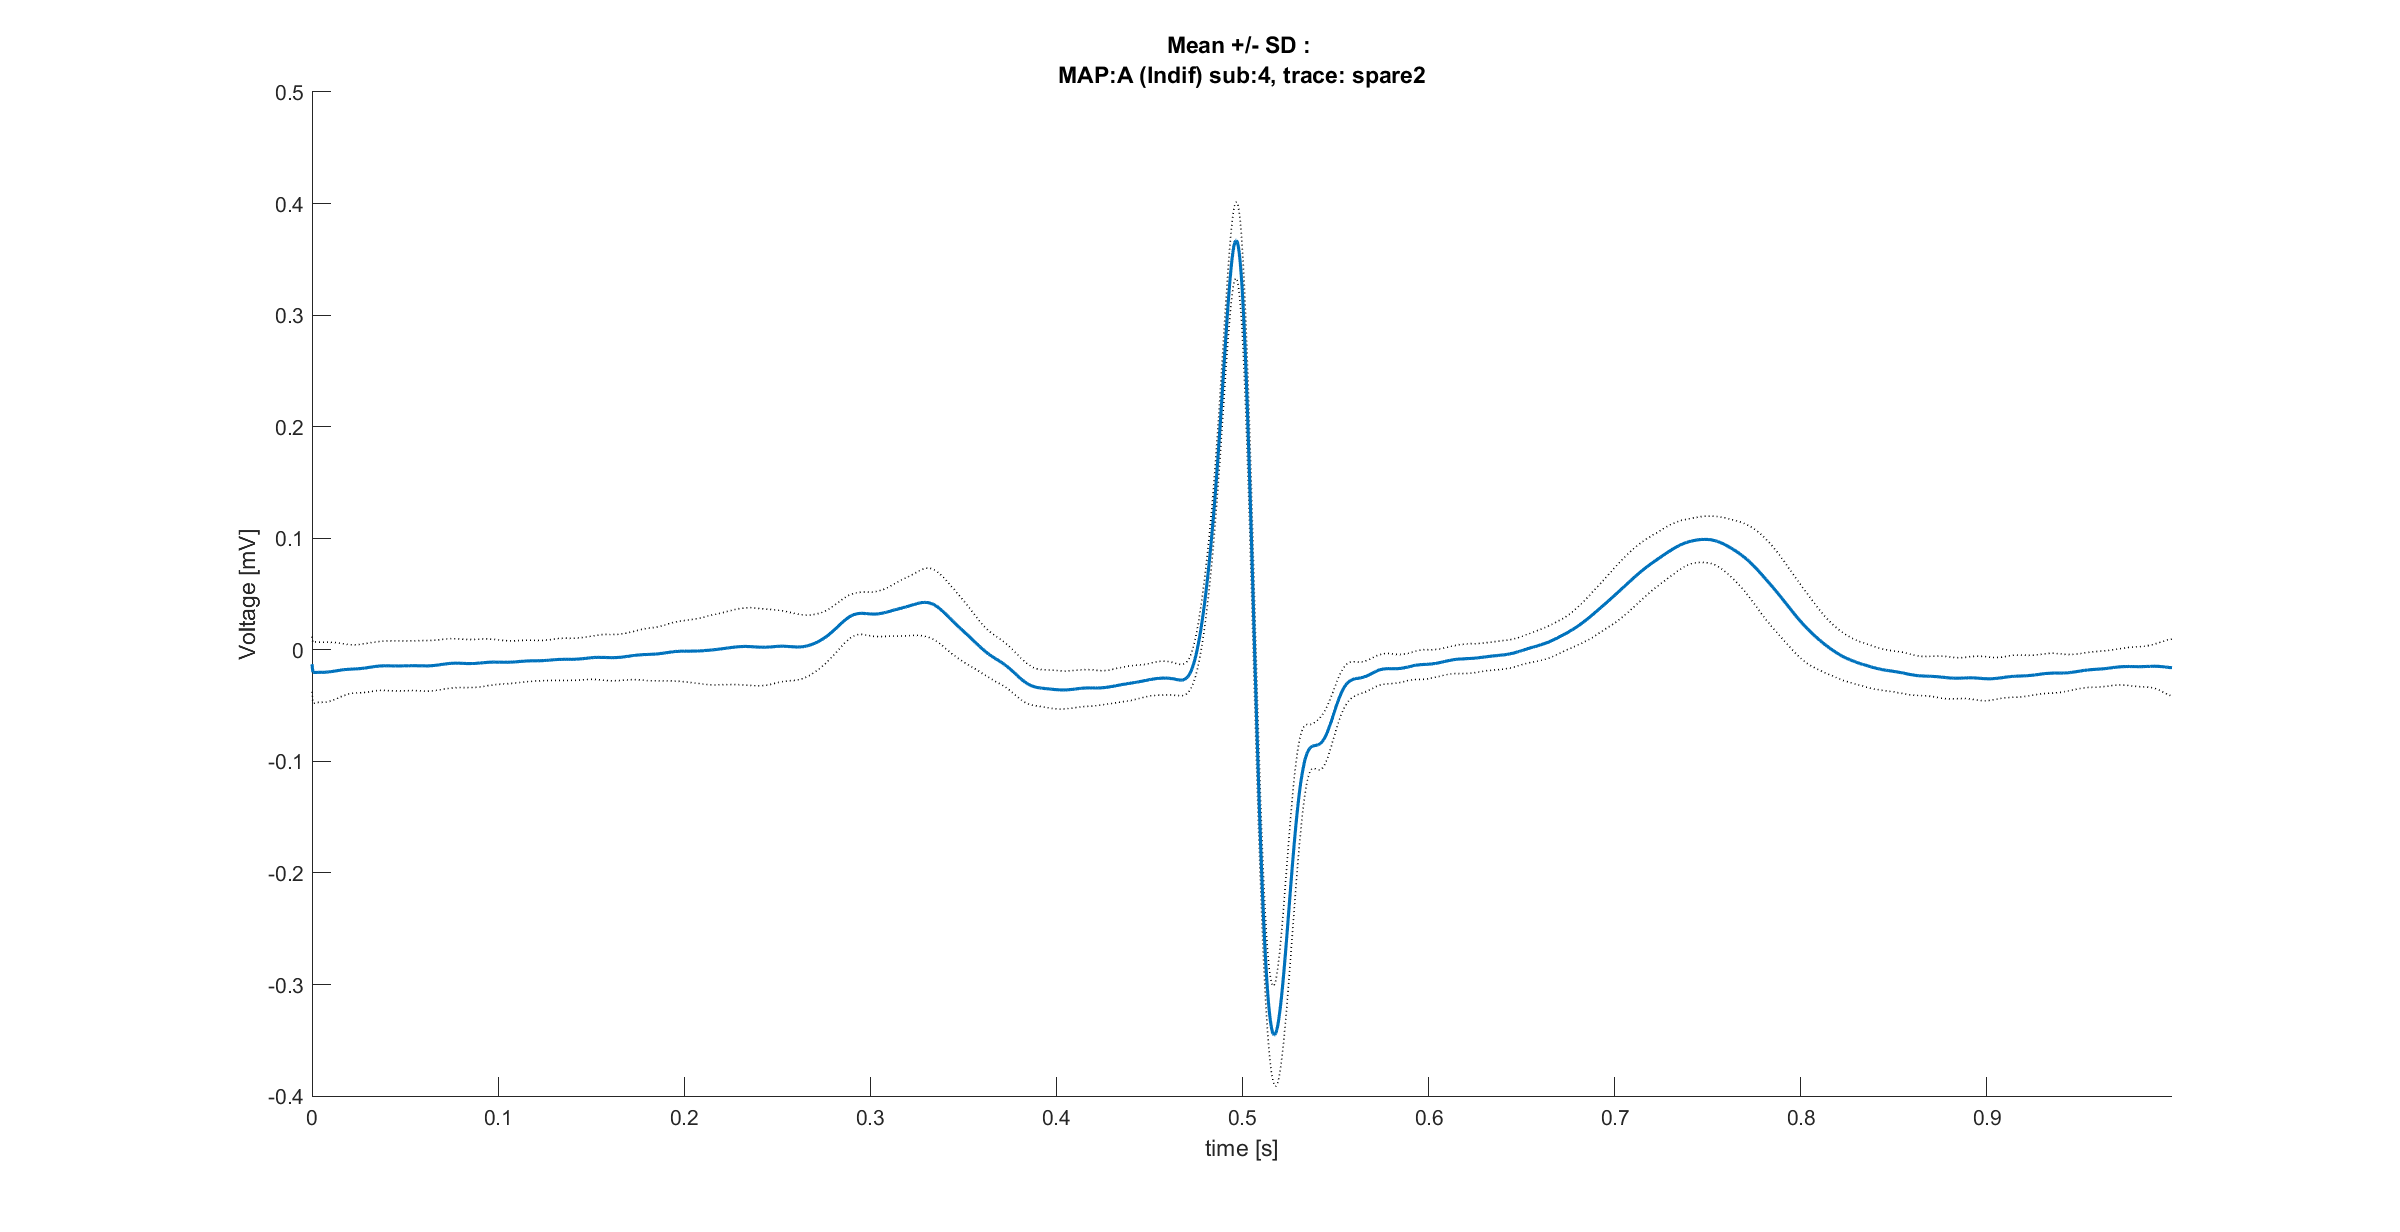 Mean +/- SD :
MAP:A (Indif) sub:4, trace: spare2
0.5
0.4
0.3
0.2
0.1
0
-0.1
-0.2
-0.3
-0.4
Voltage [mV]
0 0.1 0.2 0.3 0.4 0.5 0.6 0.7 0.8 0.9
time [s]